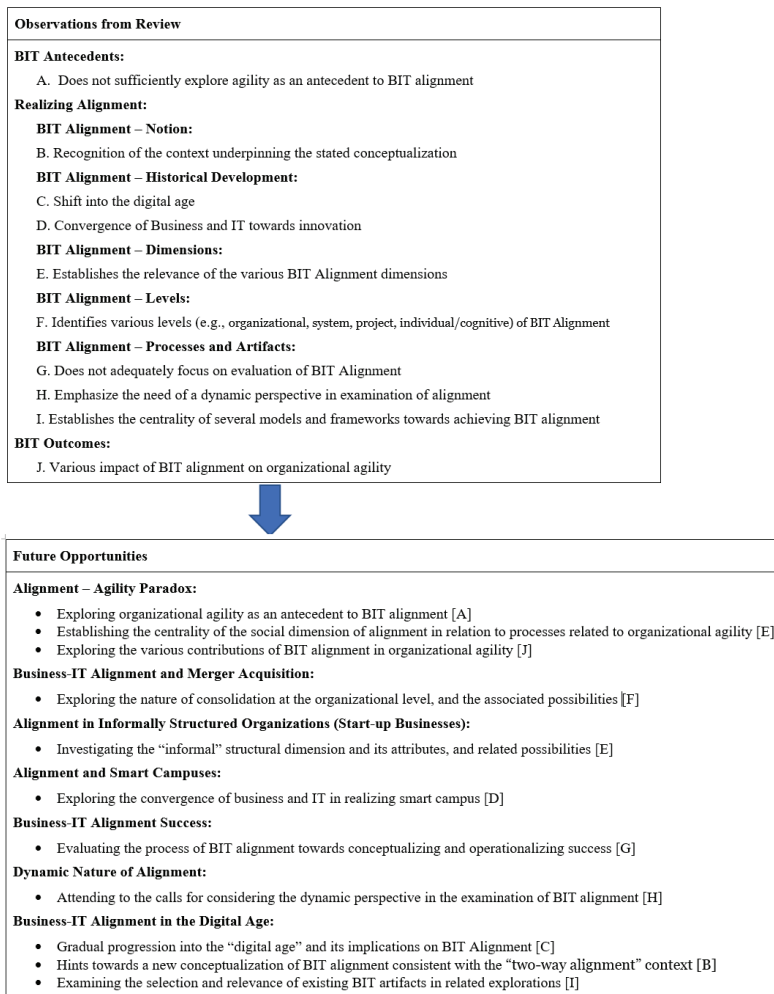 Observations from Review
BIT Antecedents:
A. Does not sufficiently explore agility as an antecedent to BIT alignment
Realizing Alignment:
BIT Alignment – Notion:
B. Recognition of the context underpinning the stated conceptualization
BIT Alignment – Historical Development:
C. Shift into the digital age
D. Convergence of Business and IT towards innovation
BIT Alignment – Dimensions:
E. Establishes the relevance of the various BIT Alignment dimensions
BIT Alignment – Levels:
F. Identifies various levels (e.g., organizational, system, project, individual/cognitive) of BIT Alignment
BIT Alignment – Processes and Artifacts:
G. Does not adequately focus on evaluation of BIT Alignment
H. Emphasize the need of a dynamic perspective in examination of alignment
I. Establishes the centrality of several models and frameworks towards achieving BIT alignment
BIT Outcomes:
J. Various impact of BIT alignment on organizational agility
Future Opportunities
Alignment – Agility Paradox:
• Exploring organizational agility as an antecedent to BIT alignment [A]
• Establishing the centrality of the social dimension of alignment in relation to processes related to organizational agility [E]
• Exploring the various contributions of BIT alignment in organizational agility [J]
Business-IT Alignment and Merger Acquisition:
• Exploring the nature of consolidation at the organizational level, and the associated possibilities [F]
Alignment in Informally Structured Organizations (Start-up Businesses):
• Investigating the “informal” structural dimension and its attributes, and related possibilities [E]
Alignment and Smart Campuses:
• Exploring the convergence of business and IT in realizing smart campus [D]
Business-IT Alignment Success:
• Evaluating the process of BIT alignment towards conceptualizing and operationalizing success [G]
Dynamic Nature of Alignment:
• Attending to the calls for considering the dynamic perspective in the examination of BIT alignment [H]
Business-IT Alignment in the Digital Age:
• Gradual progression into the “digital age” and its implications on BIT Alignment [C]
• Hints towards a new conceptualization of BIT alignment consistent with the “two-way alignment” context [B]
• Examining the selection and relevance of existing BIT artifacts in related explorations [I]